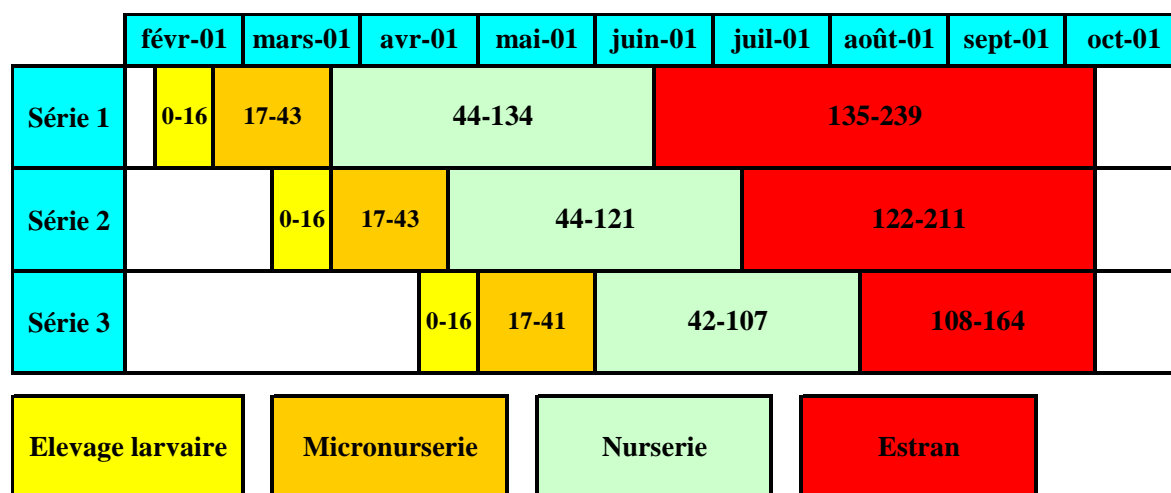 févr-01 mars-01 avr-01 mai-01 juin-01 juil-01 août-01 sept-01 oct-01
Série 1 0-16 17-43 44-134 135-239
Série 2 0-16 17-43 44-121 122-211
Série 3 0-16 17-41 42-107 108-164
Elevage larvaire Micronurserie Nurserie Estran